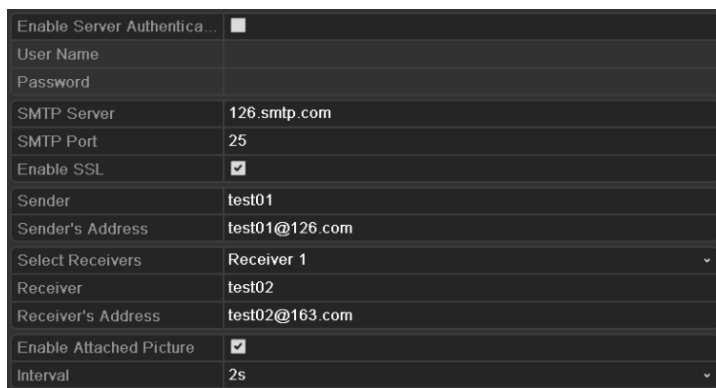 Enable Server Authentica...
User Name
Password
SMTP Server 126.smtp.com
SMTP Port 25
Enable SSL
Sender test01
Sender's Address test01@126.com
Select Receivers Receiver 1
Receiver test02
Receiver's Address test02@163.com
Enable Attached Picture
Interval 2s